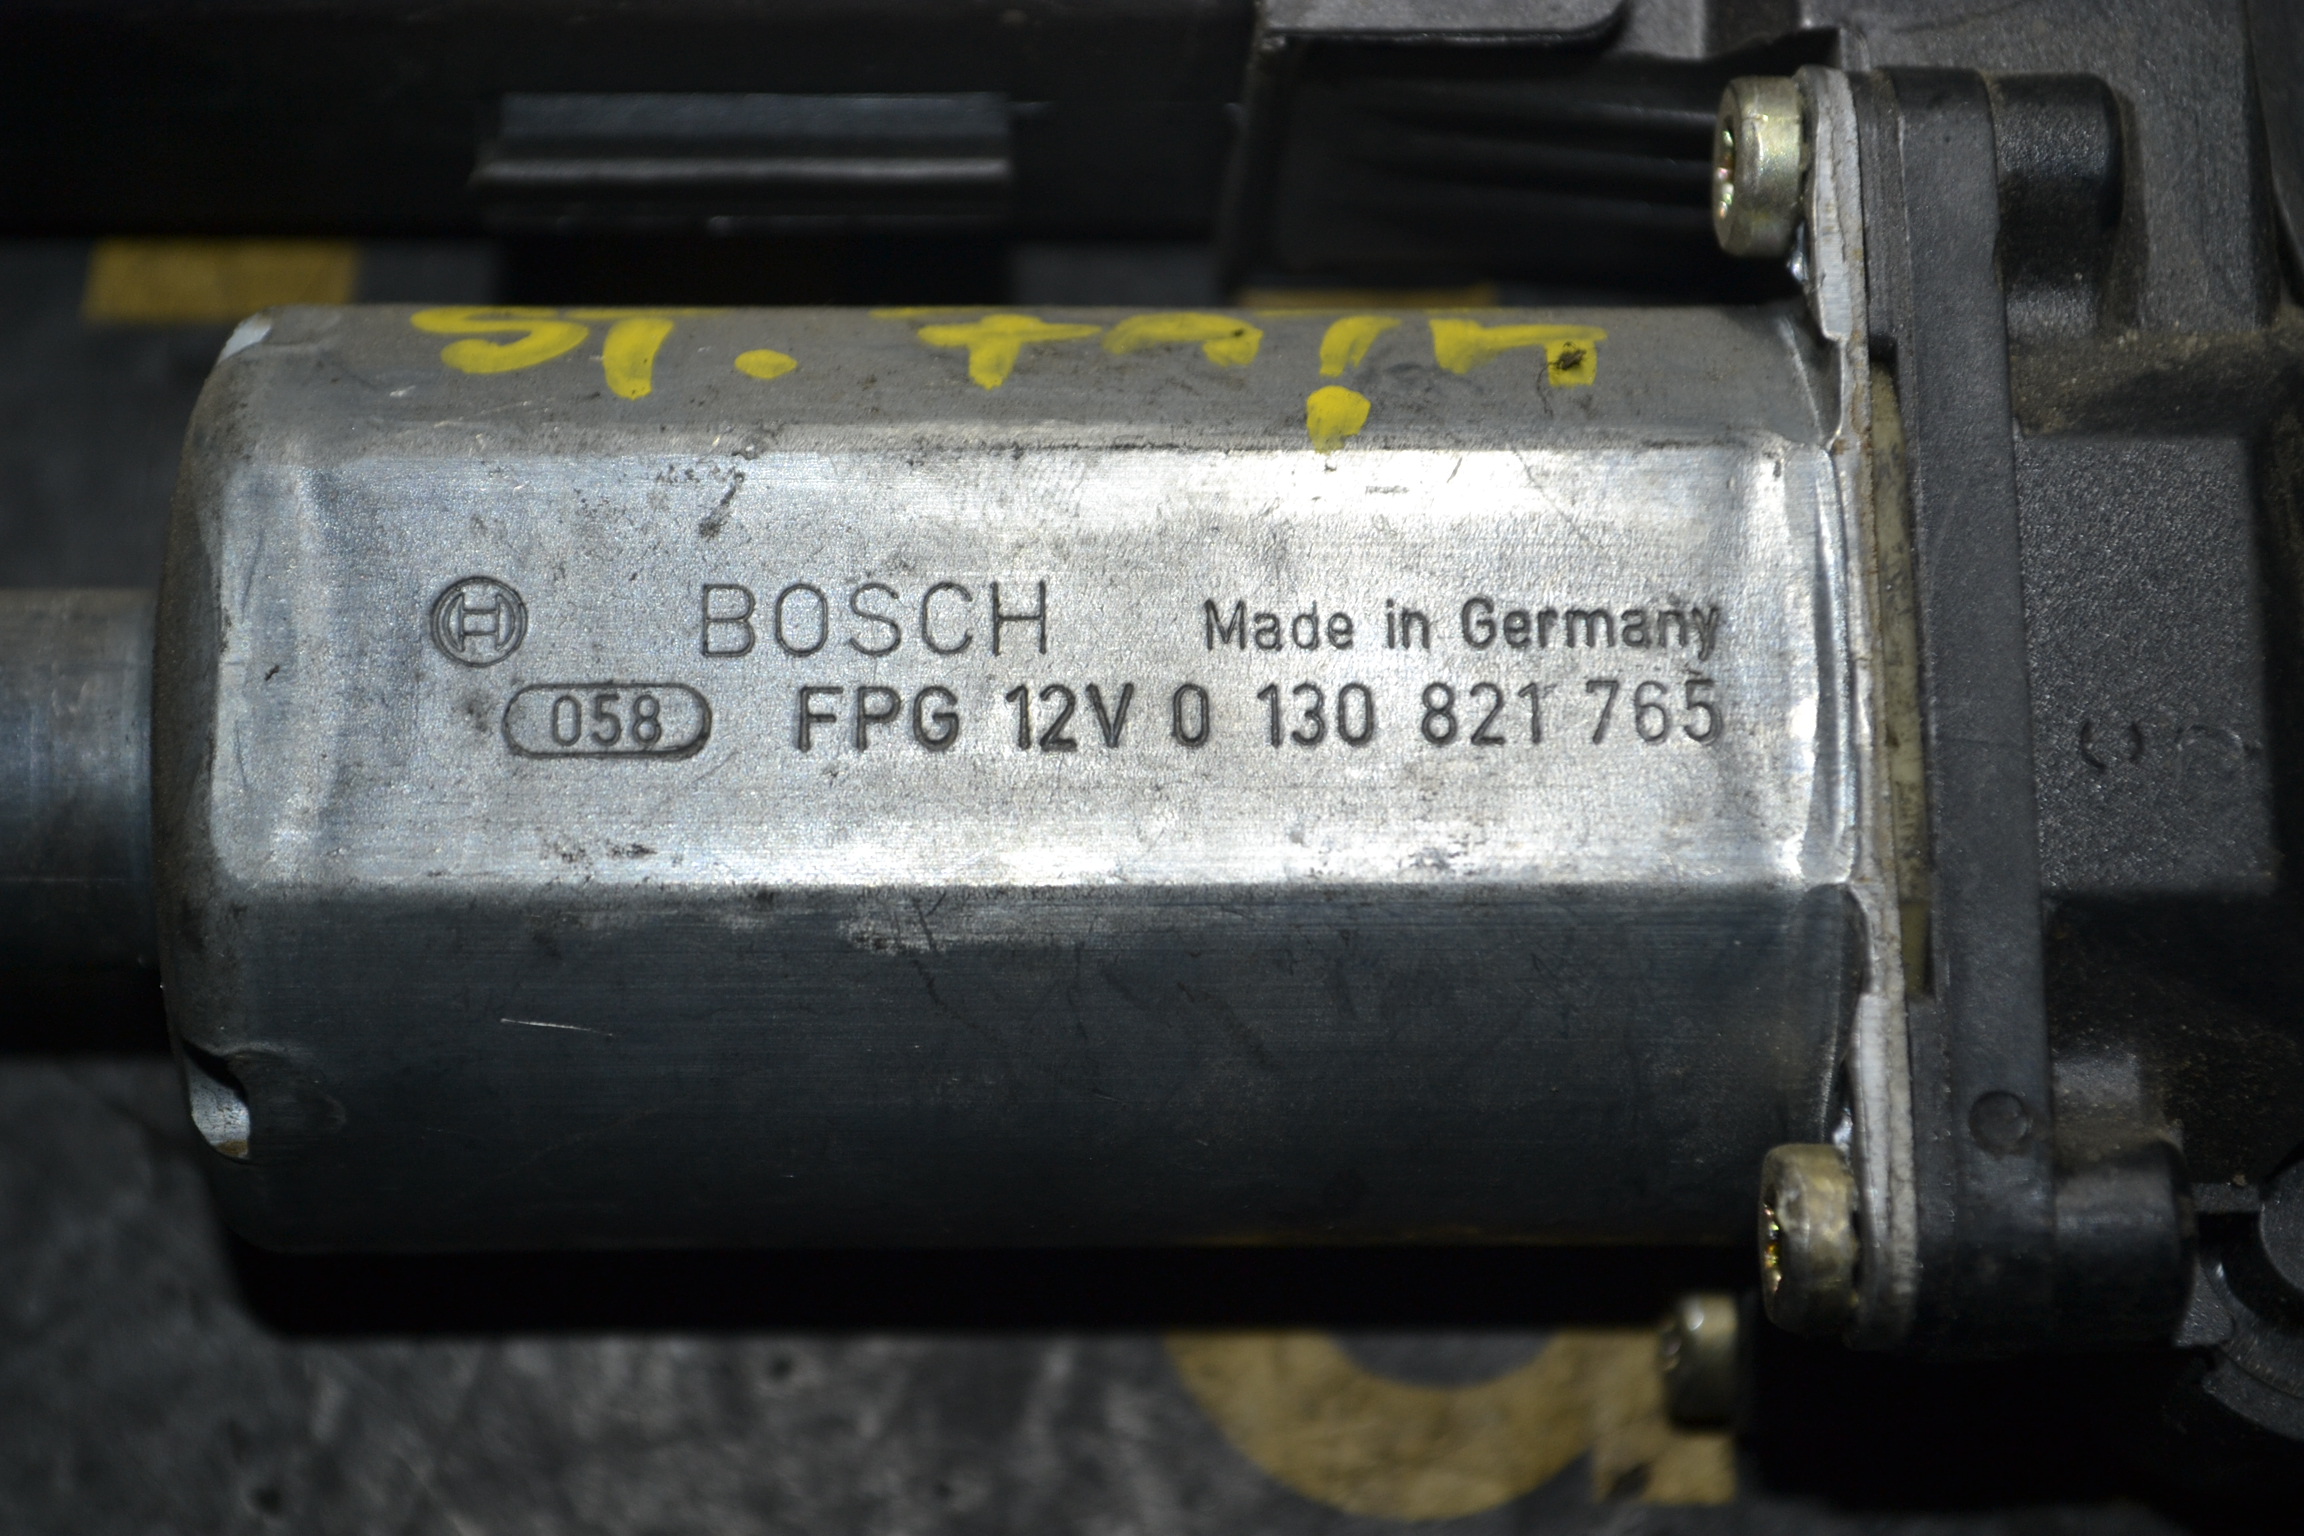 BOSCH Made in Germany
058 FPG 12V 0 130 821 765